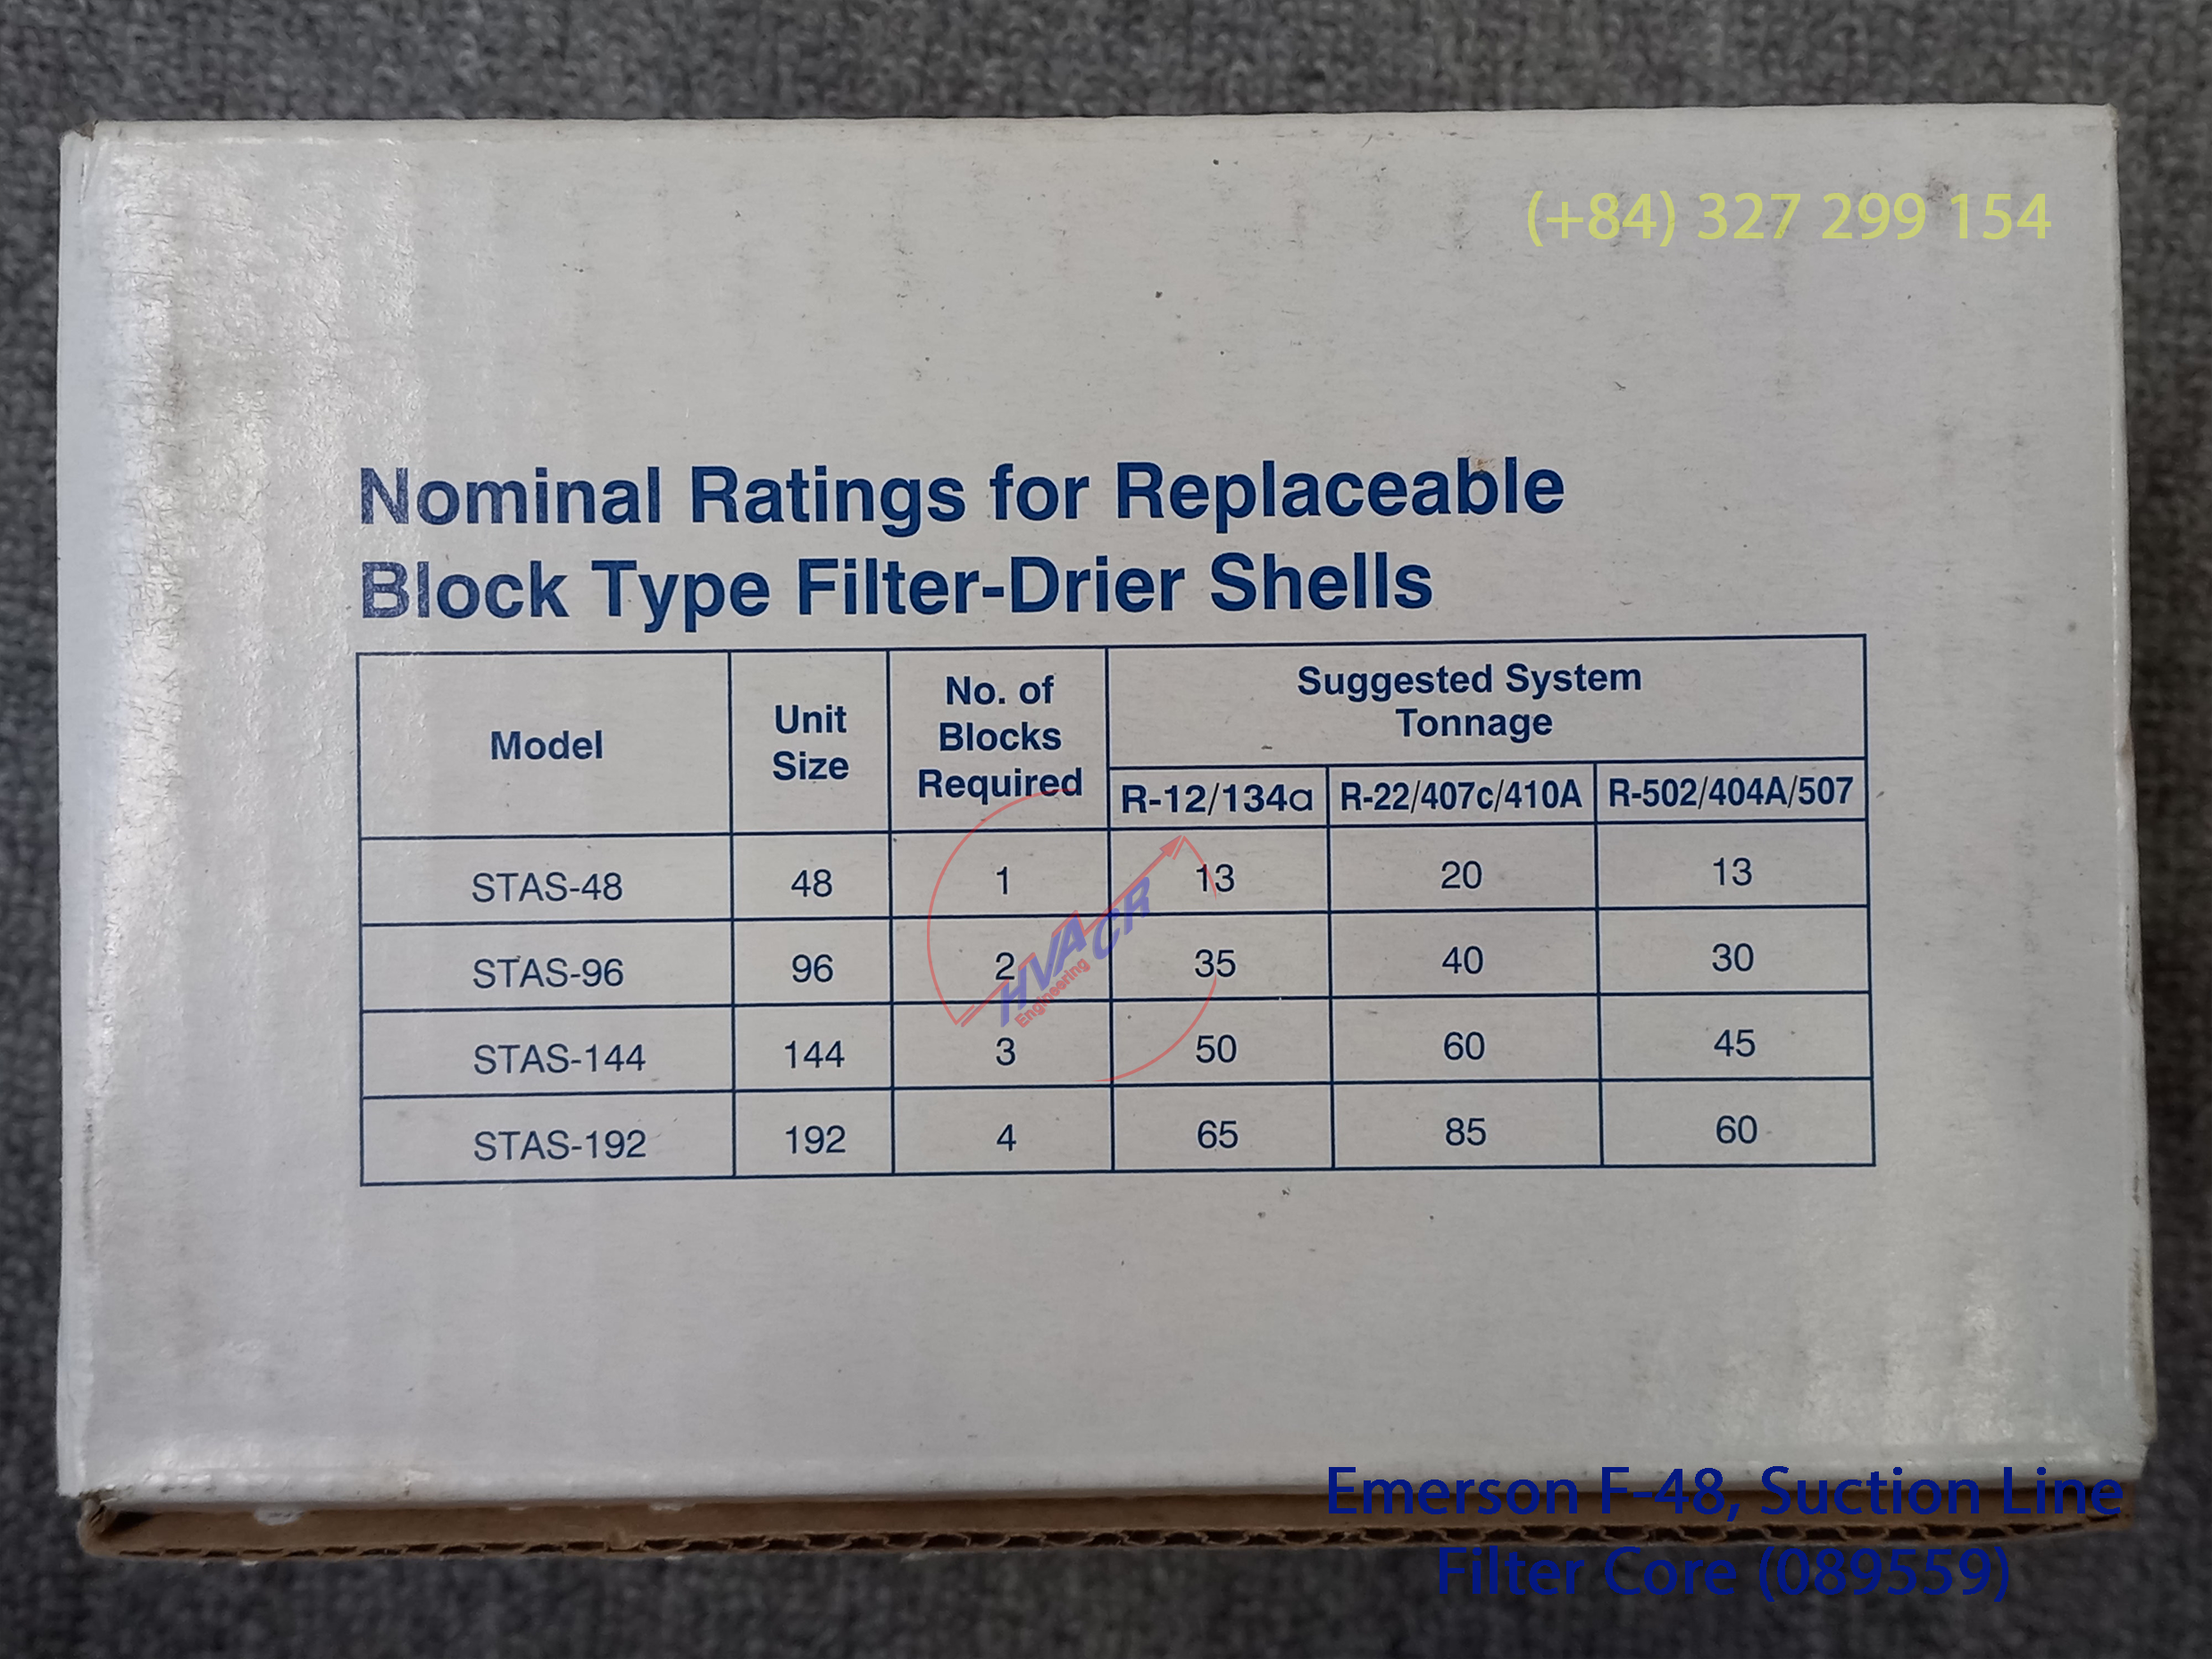 (+84) 327 299 154
Nominal Ratings for Replaceable
Block Type Filter-Drier Shells
Model
Unit
Size
No. of
Blocks
Required
Suggested System
Tonnage
R-12/134a R-22/407c/410A R-502/404A/507
STAS-48 48 1 13 20 13
STAS-96 96 2 35 40 30
STAS-144 144 3 50 60 45
STAS-192 192 4 65 85 60
HVACR
Engineering
Emerson F-48, Suction Line
Filter Core (089559)